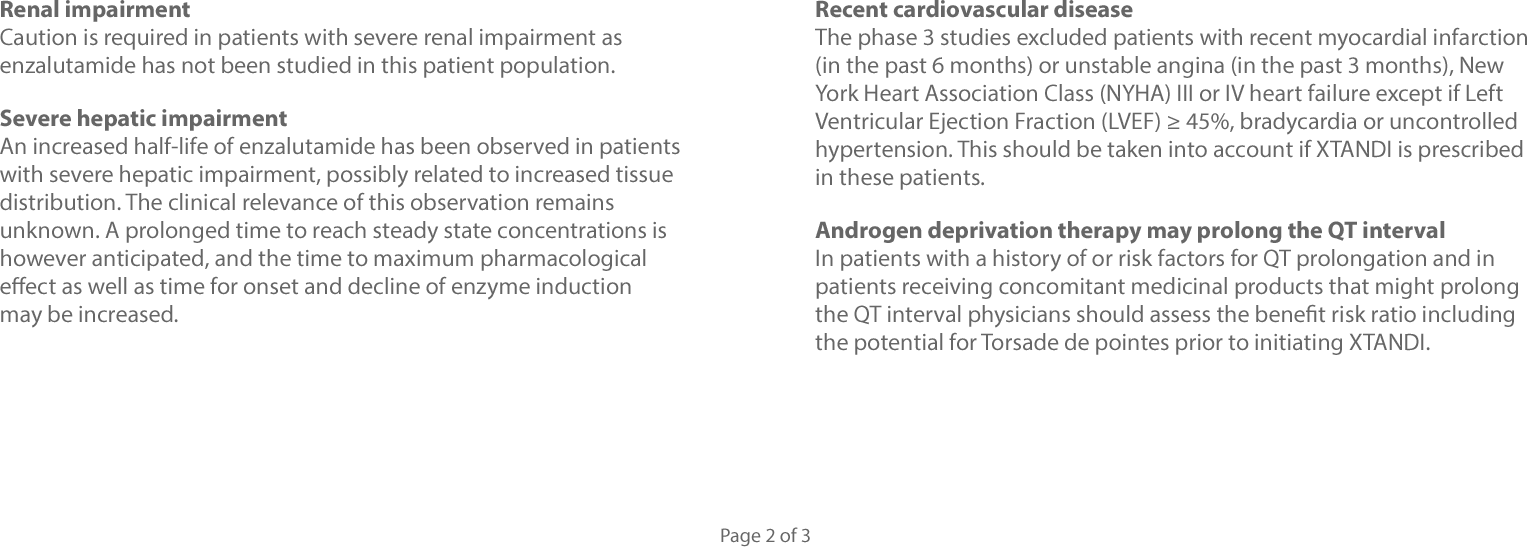 Renal impairment
Caution is required in patients with severe renal impairment as
enzalutamide has not been studied in this patient population.
Severe hepatic impairment
An increased half-life of enzalutamide has been observed in patients
with severe hepatic impairment, possibly related to increased tissue
distribution. The clinical relevance of this observation remains
unknown. A prolonged time to reach steady state concentrations is
however anticipated, and the time to maximum pharmacological
effect as well as time for onset and decline of enzyme induction
may be increased.
Recent cardiovascular disease
The phase 3 studies excluded patients with recent myocardial infarction
(in the past 6 months) or unstable angina (in the past 3 months), New
York Heart Association Class (NYHA) III or IV heart failure except if Left
Ventricular Ejection Fraction (LVEF) ≥ 45%, bradycardia or uncontrolled
hypertension. This should be taken into account if XTANDI is prescribed
in these patients.
Androgen deprivation therapy may prolong the QT interval
In patients with a history of or risk factors for QT prolongation and in
patients receiving concomitant medicinal products that might prolong
the QT interval physicians should assess the benefit risk ratio including
the potential for Torsade de pointes prior to initiating XTANDI.
Page 2 of 3